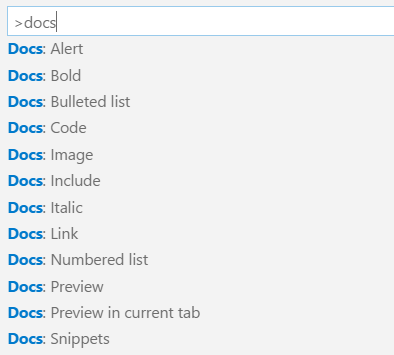 >docs
Docs: Alert
Docs: Bold
Docs: Bulleted list
Docs: Code
Docs: Image
Docs: Include
Docs: Italic
Docs: Link
Docs: Numbered list
Docs: Preview
Docs: Preview in current tab
Docs: Snippets